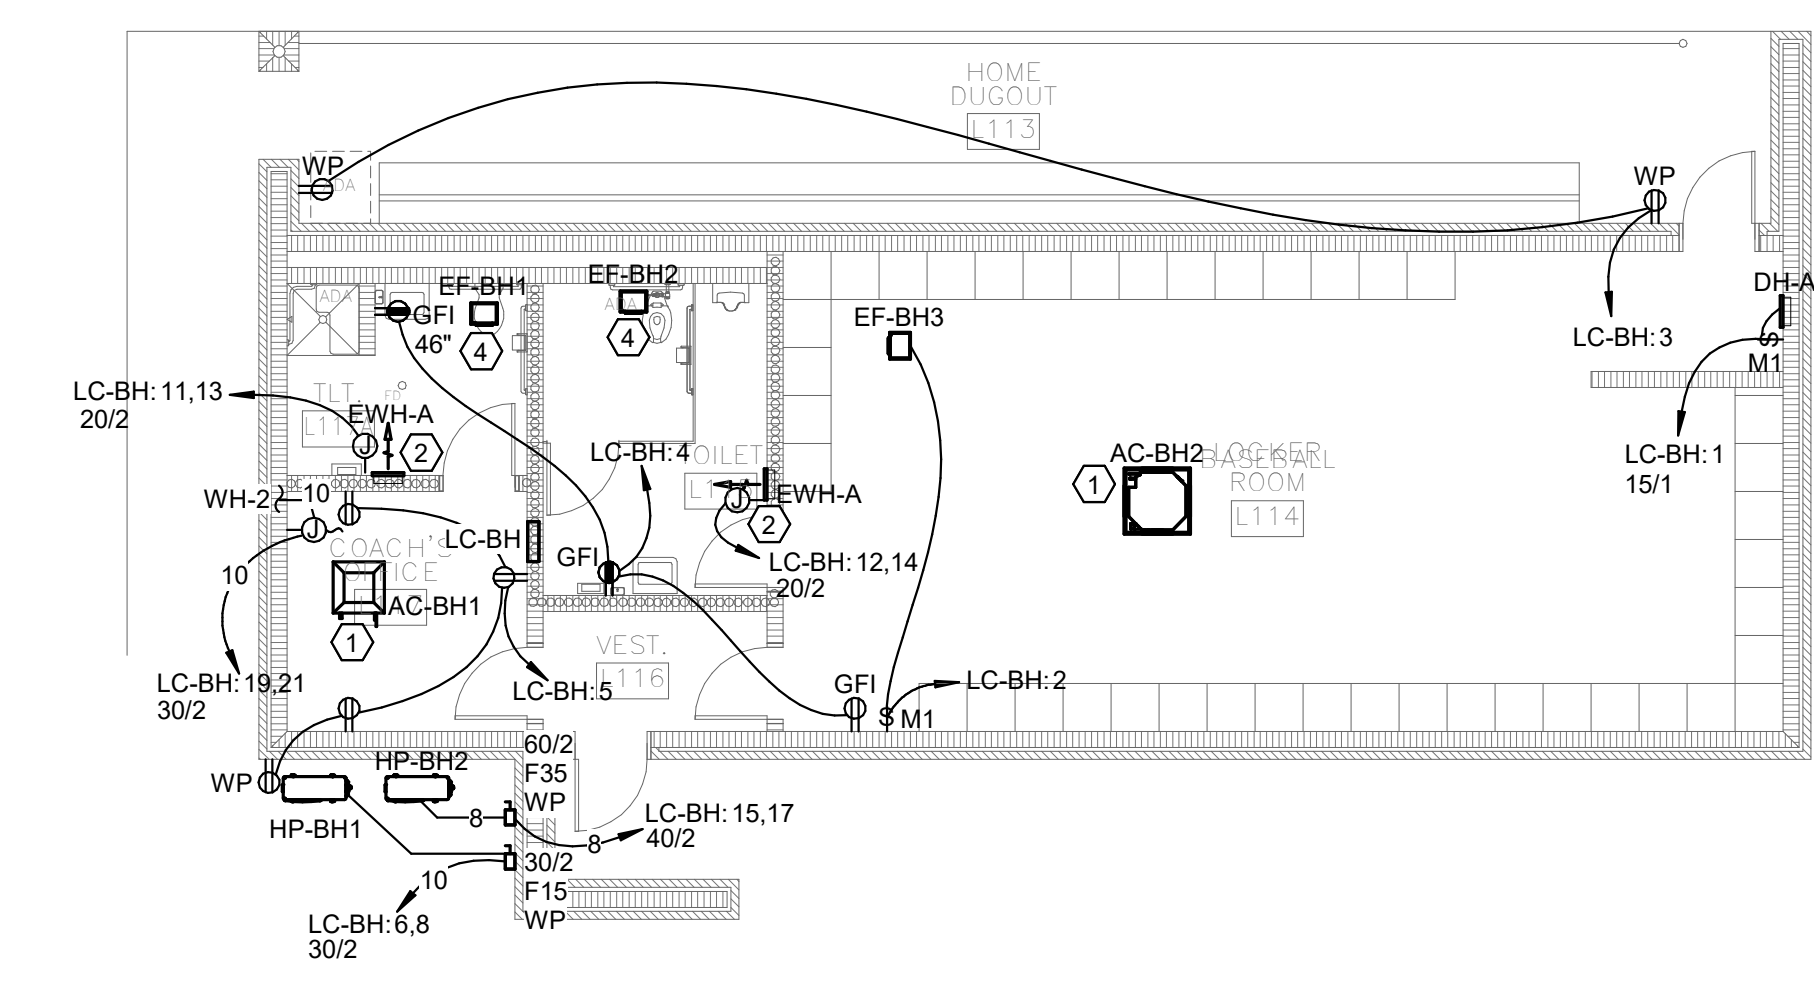 HOME
DUGOUT
L113
WP
ADA
WP
EF-BH2
EF-BH1
ADA
ADA
GFI
46"
4
4
EF-BH3
DH-A
LC-BH: 3
M1
LC-BH: 11,13
20/2
TLT.
FD
EWH-A
J
2
LC-BH: 4
TOILET
EWH-A
J
2
AC-BH2
LOCKER
BASEBALL
ROOM
L114
1
LC-BH: 1
15/1
WH-2
10
J
LC-BH
COACH'S
OFFICE
GFI
LC-BH: 12,14
20/2
10
AC-BH1
1
VEST.
L116
LC-BH: 19,21
30/2
LC-BH: 5
GFI
S
M1
LC-BH: 2
60/2
F35
WP
HP-BH2
WP
HP-BH1
8
8
LC-BH: 15,17
40/2
30/2
F15
WP
10
LC-BH: 6,8
30/2